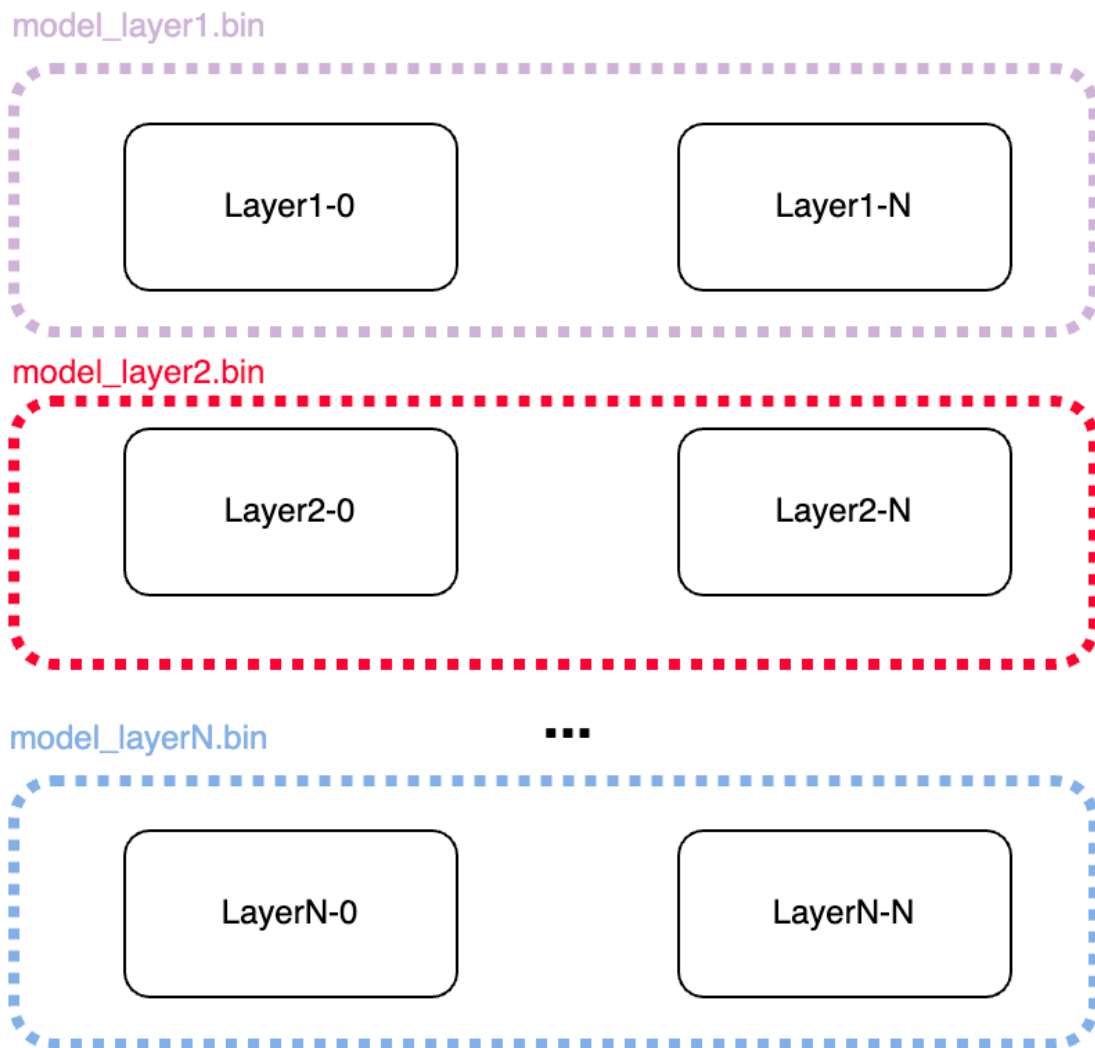 model_layer1.bin
Layer1-0 Layer1-N
model_layer2.bin
Layer2-0 Layer2-N
...
model_layerN.bin
LayerN-0 LayerN-N